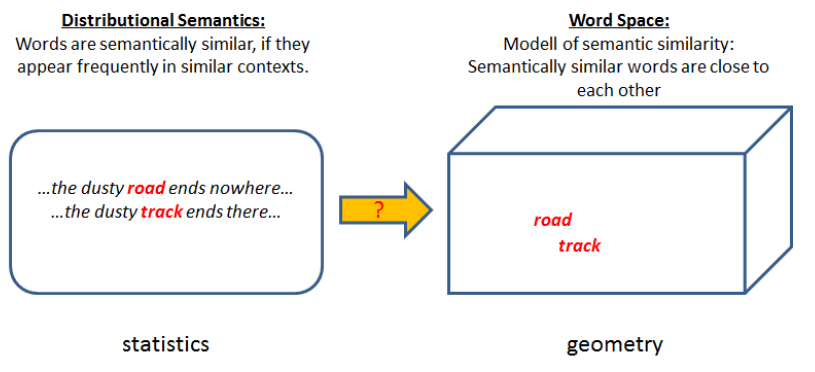 Distributional Semantics:
Words are semantically similar, if they
appear frequently in similar contexts.
...the dusty road ends nowhere...
...the dusty track ends there...
statistics
?
Word Space:
Modell of semantic similarity:
Semantically similar words are close to
each other
road
track
geometry